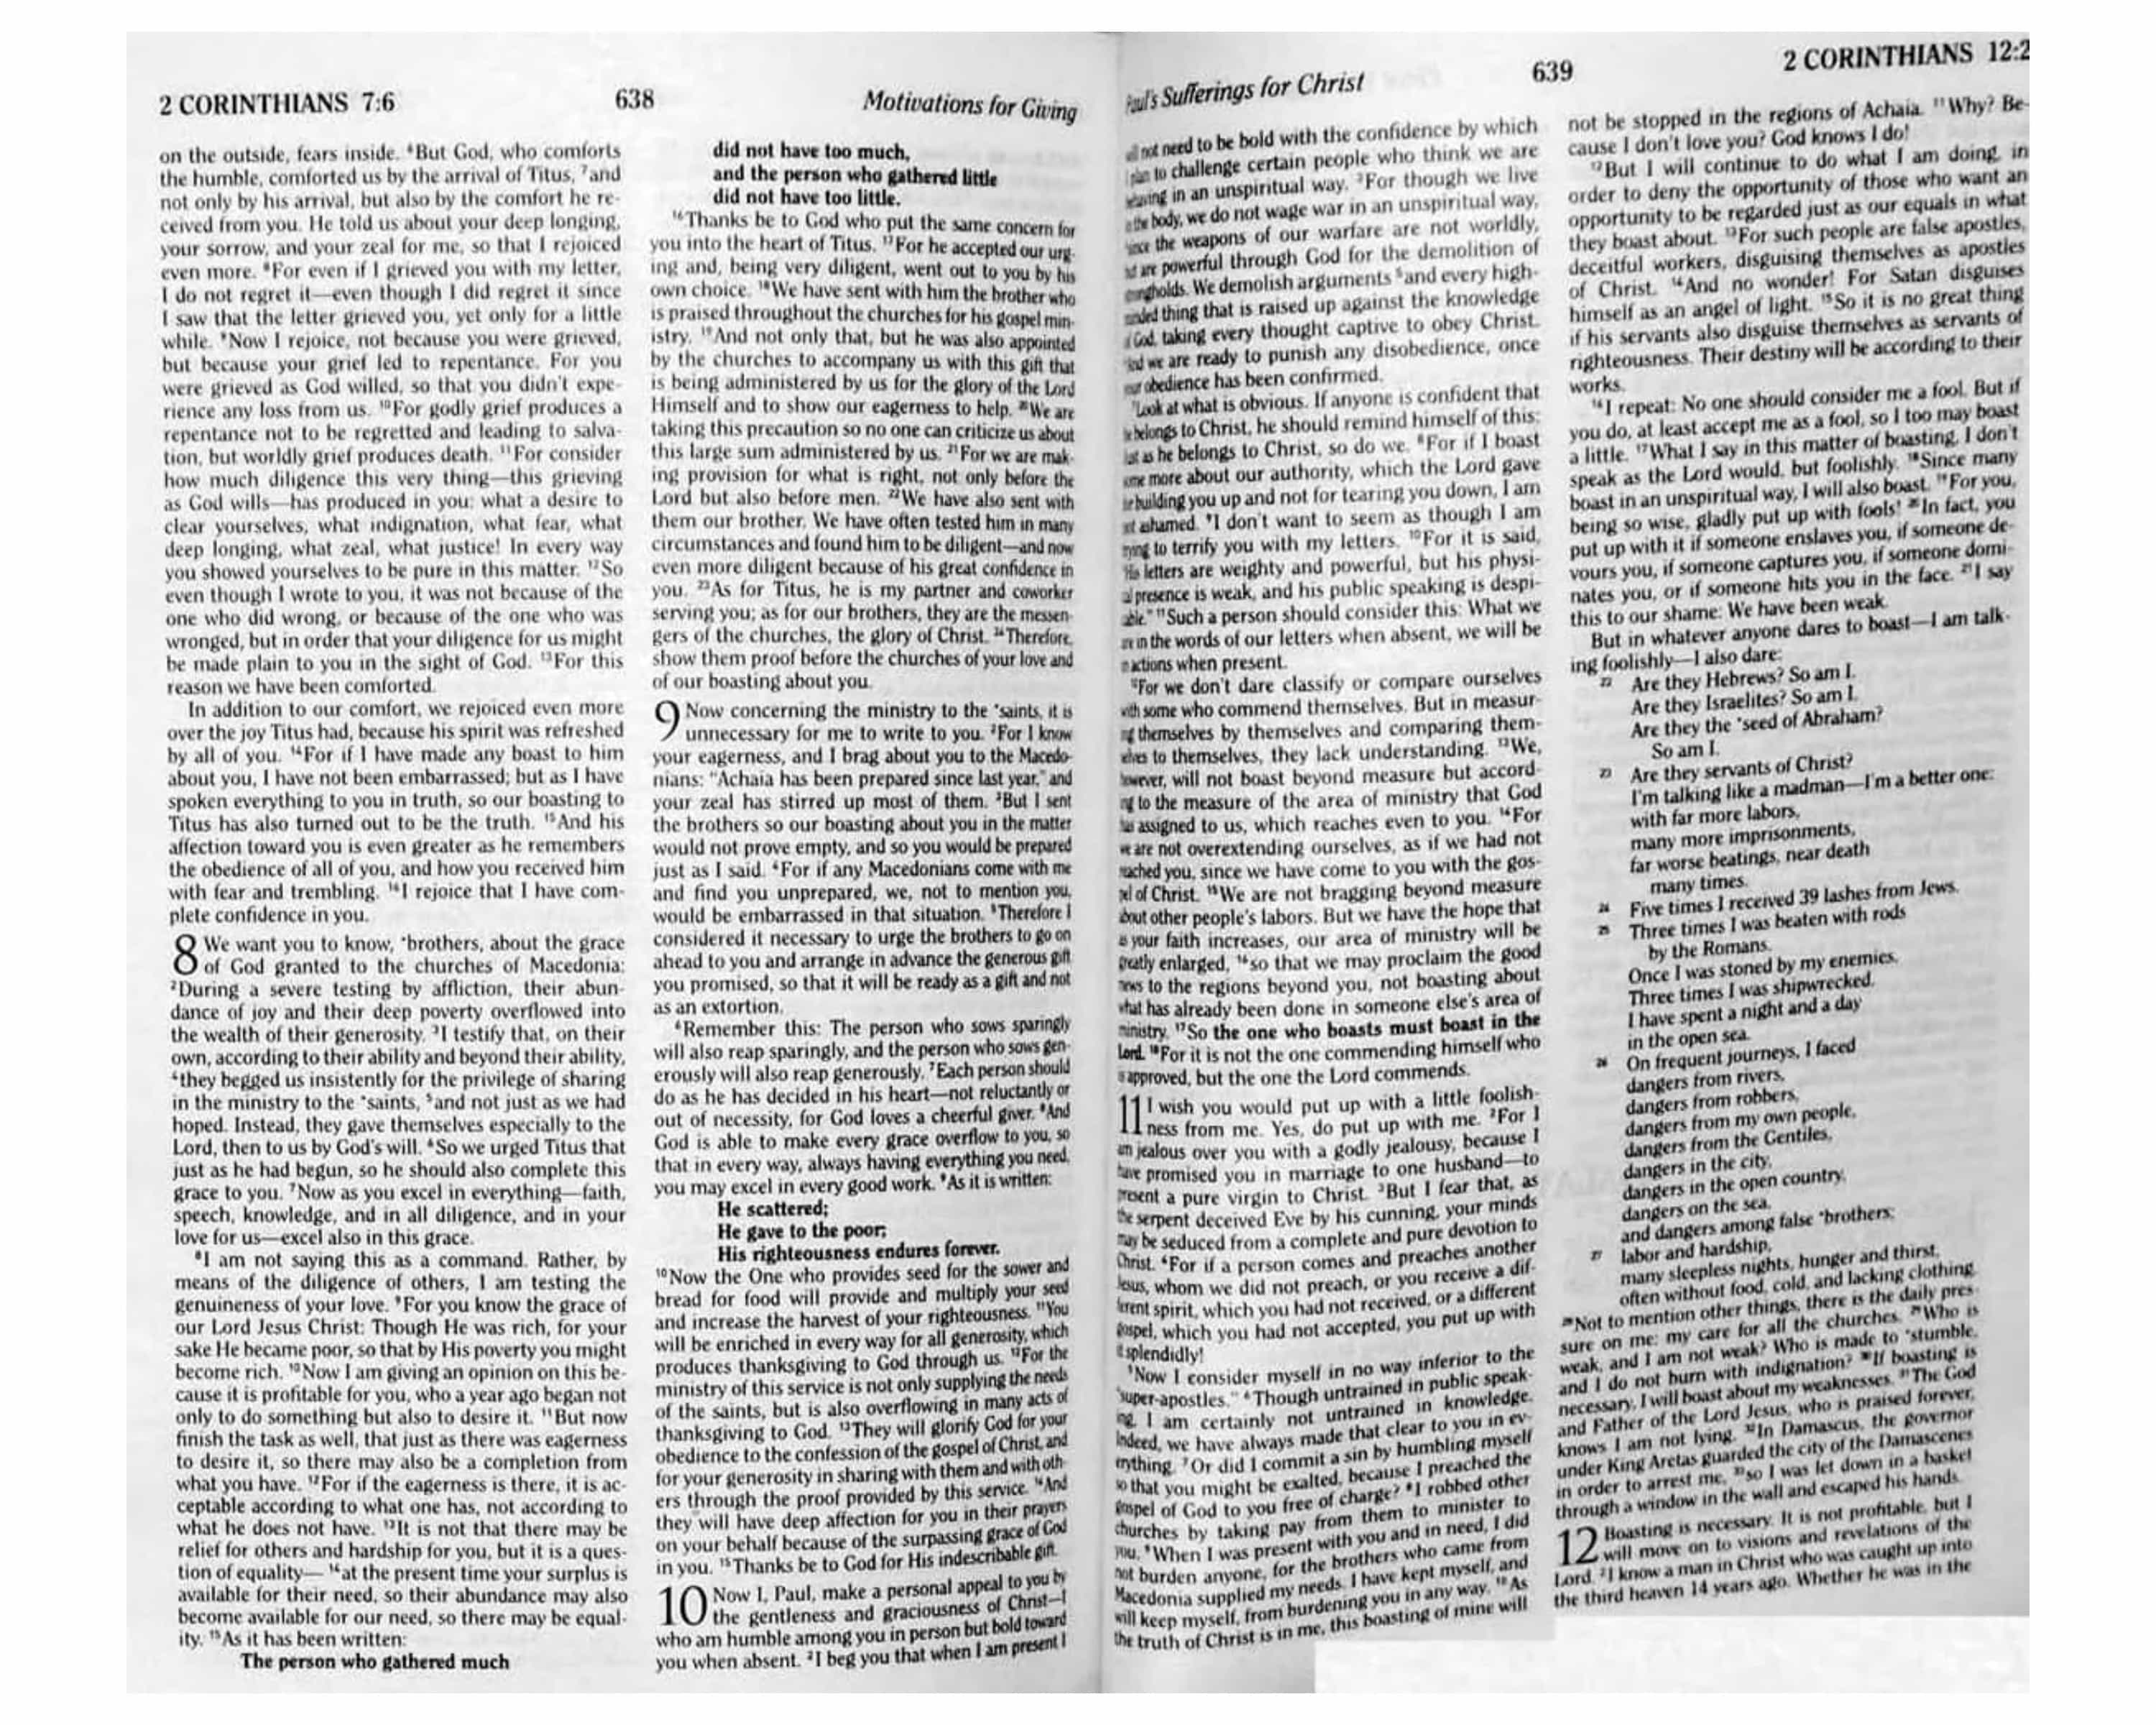 2 CORINTHIANS 7:6
638
Motivations for Giving
on the outside, fears inside. ⁶But God, who comforts
the humble, comforted us by the arrival of Titus, ⁷and
not only by his arrival, but also by the comfort he re-
ceived from you. He told us about your deep longing,
your sorrow, and your zeal for me, so that I rejoiced
even more. ⁸For even if I grieved you with my letter,
I do not regret it—even though I did regret it since
I saw that the letter grieved you, yet only for a little
while. ⁹Now I rejoice, not because you were grieved,
but because your grief led to repentance. For you
were grieved as God willed, so that you didn't expe-
rience any loss from us. ¹⁰For godly grief produces a
repentance not to be regretted and leading to salva-
tion, but worldly grief produces death. ¹¹For consider
how much diligence this very thing—this grieving
as God wills—has produced in you: what a desire to
clear yourselves, what indignation, what fear, what
deep longing, what zeal, what justice! In every way
you showed yourselves to be pure in this matter. ¹²So
even though I wrote to you, it was not because of the
one who did wrong, or because of the one who was
wronged, but in order that your diligence for us might
be made plain to you in the sight of God. ¹³For this
reason we have been comforted.
In addition to our comfort, we rejoiced even more
over the joy Titus had, because his spirit was refreshed
by all of you. ¹⁴For if I have made any boast to him
about you, I have not been embarrassed; but as I have
spoken everything to you in truth, so our boasting to
Titus has also turned out to be the truth. ¹⁵And his
affection toward you is even greater as he remembers
the obedience of all of you, and how you received him
with fear and trembling. ¹⁶I rejoice that I have com-
plete confidence in you.
8 We want you to know, •brothers, about the grace
of God granted to the churches of Macedonia:
²During a severe testing by affliction, their abun-
dance of joy and their deep poverty overflowed into
the wealth of their generosity. ³I testify that, on their
own, according to their ability and beyond their ability,
⁴they begged us insistently for the privilege of sharing
in the ministry to the •saints, ⁵and not just as we had
hoped. Instead, they gave themselves especially to the
Lord, then to us by God's will. ⁶So we urged Titus that
just as he had begun, so he should also complete this
grace to you. ⁷Now as you excel in everything—faith,
speech, knowledge, and in all diligence, and in your
love for us—excel also in this grace.
⁸I am not saying this as a command. Rather, by
means of the diligence of others, I am testing the
genuineness of your love. ⁹For you know the grace of
our Lord Jesus Christ: Though He was rich, for your
sake He became poor, so that by His poverty you might
become rich. ¹⁰Now I am giving an opinion on this be-
cause it is profitable for you, who a year ago began not
only to do something but also to desire it. ¹¹But now
finish the task as well, that just as there was eagerness
to desire it, so there may also be a completion from
what you have. ¹²For if the eagerness is there, it is ac-
ceptable according to what one has, not according to
what he does not have. ¹³It is not that there may be
relief for others and hardship for you, but it is a ques-
tion of equality— ¹⁴at the present time your surplus is
available for their need, so their abundance may also
become available for our need, so there may be equal-
ity. ¹⁵As it has been written:
The person who gathered much
did not have too much,
and the person who gathered little
did not have too little.
¹⁶Thanks be to God who put the same concern for
you into the heart of Titus. ¹⁷For he accepted our urg-
ing and, being very diligent, went out to you by his
own choice. ¹⁸We have sent with him the brother who
is praised throughout the churches for his gospel min-
istry. ¹⁹And not only that, but he was also appointed
by the churches to accompany us with this gift that
is being administered by us for the glory of the Lord
Himself and to show our eagerness to help. ²⁰We are
taking this precaution so no one can criticize us about
this large sum administered by us. ²¹For we are mak-
ing provision for what is right, not only before the
Lord but also before men. ²²We have also sent with
them our brother. We have often tested him in many
circumstances and found him to be diligent—and now
even more diligent because of his great confidence in
you. ²³As for Titus, he is my partner and coworker
serving you; as for our brothers, they are the messen-
gers of the churches, the glory of Christ. ²⁴Therefore,
show them proof before the churches of your love and
of our boasting about you.
9 Now concerning the ministry to the •saints, it is
unnecessary for me to write to you. ²For I know
your eagerness, and I brag about you to the Macedo-
nians: "Achaia has been prepared since last year," and
your zeal has stirred up most of them. ³But I sent
the brothers so our boasting about you in the matter
would not prove empty, and so you would be prepared
just as I said. ⁴For if any Macedonians come with me
and find you unprepared, we, not to mention you,
would be embarrassed in that situation. ⁵Therefore I
considered it necessary to urge the brothers to go on
ahead to you and arrange in advance the generous gift
you promised, so that it will be ready as a gift and not
as an extortion.
⁶Remember this: The person who sows sparingly
will also reap sparingly, and the person who sows gen-
erously will also reap generously. ⁷Each person should
do as he has decided in his heart—not reluctantly or
out of necessity, for God loves a cheerful giver. ⁸And
God is able to make every grace overflow to you, so
that in every way, always having everything you need,
you may excel in every good work. ⁹As it is written:
He scattered;
He gave to the poor;
His righteousness endures forever.
¹⁰Now the One who provides seed for the sower and
bread for food will provide and multiply your seed
and increase the harvest of your righteousness. ¹¹You
will be enriched in every way for all generosity, which
produces thanksgiving to God through us. ¹²For the
ministry of this service is not only supplying the needs
of the saints, but is also overflowing in many acts of
thanksgiving to God. ¹³They will glorify God for your
obedience to the confession of the gospel of Christ, and
for your generosity in sharing with them and with oth-
ers through the proof provided by this service. ¹⁴And
they will have deep affection for you in their prayers
on your behalf because of the surpassing grace of God
in you. ¹⁵Thanks be to God for His indescribable gift.
10 Now I, Paul, make a personal appeal to you by
the gentleness and graciousness of Christ—I
who am humble among you in person but bold toward
you when absent. ²I beg you that when I am present I
Paul's Sufferings for Christ
639
2 CORINTHIANS 12:2
not need to be bold with the confidence by which
plan to challenge certain people who think we are
in an unspiritual way. ³For though we live
the body, we do not wage war in an unspiritual way,
since the weapons of our warfare are not worldly,
are powerful through God for the demolition of
We demolish arguments ⁵and every high-
thing that is raised up against the knowledge
God, taking every thought captive to obey Christ.
we are ready to punish any disobedience, once
obedience has been confirmed.
⁷Look at what is obvious. If anyone is confident that
belongs to Christ, he should remind himself of this:
as he belongs to Christ, so do we. ⁸For if I boast
more about our authority, which the Lord gave
building you up and not for tearing you down, I am
ashamed. ⁹I don't want to seem as though I am
to terrify you with my letters. ¹⁰For it is said,
letters are weighty and powerful, but his physi-
presence is weak, and his public speaking is despi-
¹¹Such a person should consider this: What we
in the words of our letters when absent, we will be
actions when present.
¹²For we don't dare classify or compare ourselves
with some who commend themselves. But in measur-
themselves by themselves and comparing them-
to themselves, they lack understanding. ¹³We,
however, will not boast beyond measure but accord-
to the measure of the area of ministry that God
assigned to us, which reaches even to you. ¹⁴For
we are not overextending ourselves, as if we had not
reached you, since we have come to you with the gos-
of Christ. ¹⁵We are not bragging beyond measure
about other people's labors. But we have the hope that
as your faith increases, our area of ministry will be
greatly enlarged, ¹⁶so that we may proclaim the good
news to the regions beyond you, not boasting about
what has already been done in someone else's area of
ministry. ¹⁷So the one who boasts must boast in the
Lord. ¹⁸For it is not the one commending himself who
is approved, but the one the Lord commends.
11 I wish you would put up with a little foolish-
ness from me. Yes, do put up with me. ²For I
am jealous over you with a godly jealousy, because I
have promised you in marriage to one husband—to
present a pure virgin to Christ. ³But I fear that, as
the serpent deceived Eve by his cunning, your minds
may be seduced from a complete and pure devotion to
Christ. ⁴For if a person comes and preaches another
Jesus, whom we did not preach, or you receive a dif-
ferent spirit, which you had not received, or a different
gospel, which you had not accepted, you put up with
it splendidly!
⁵Now I consider myself in no way inferior to the
"super-apostles." ⁶Though untrained in public speak-
ing, I am certainly not untrained in knowledge.
Indeed, we have always made that clear to you in ev-
erything. ⁷Or did I commit a sin by humbling myself
so that you might be exalted, because I preached the
gospel of God to you free of charge? ⁸I robbed other
churches by taking pay from them to minister to
you. ⁹When I was present with you and in need, I did
not burden anyone, for the brothers who came from
Macedonia supplied my needs. I have kept myself, and
will keep myself, from burdening you in any way. ¹⁰As
the truth of Christ is in me, this boasting of mine will
not be stopped in the regions of Achaia. ¹¹Why? Be-
cause I don't love you? God knows I do!
¹²But I will continue to do what I am doing, in
order to deny the opportunity of those who want an
opportunity to be regarded just as our equals in what
they boast about. ¹³For such people are false apostles,
deceitful workers, disguising themselves as apostles
of Christ. ¹⁴And no wonder! For Satan disguises
himself as an angel of light. ¹⁵So it is no great thing
if his servants also disguise themselves as servants of
righteousness. Their destiny will be according to their
works.
¹⁶I repeat: No one should consider me a fool. But if
you do, at least accept me as a fool, so I too may boast
a little. ¹⁷What I say in this matter of boasting, I don't
speak as the Lord would, but foolishly. ¹⁸Since many
boast in an unspiritual way, I will also boast. ¹⁹For you,
being so wise, gladly put up with fools! ²⁰In fact, you
put up with it if someone enslaves you, if someone de-
vours you, if someone captures you, if someone domi-
nates you, or if someone hits you in the face. ²¹I say
this to our shame: We have been weak.
But in whatever anyone dares to boast—I am talk-
ing foolishly—I also dare:
²² Are they Hebrews? So am I.
Are they Israelites? So am I.
Are they the •seed of Abraham?
So am I.
²³ Are they servants of Christ?
I'm talking like a madman—I'm a better one:
with far more labors,
many more imprisonments,
far worse beatings, near death
many times.
²⁴ Five times I received 39 lashes from Jews.
²⁵ Three times I was beaten with rods
by the Romans.
Once I was stoned by my enemies.
Three times I was shipwrecked.
I have spent a night and a day
in the open sea.
²⁶ On frequent journeys, I faced
dangers from rivers,
dangers from robbers,
dangers from my own people,
dangers from the Gentiles,
dangers in the city,
dangers in the open country,
dangers on the sea,
and dangers among false •brothers;
²⁷ labor and hardship,
many sleepless nights, hunger and thirst,
often without food, cold, and lacking clothing.
²⁸Not to mention other things, there is the daily pres-
sure on me: my care for all the churches. ²⁹Who is
weak, and I am not weak? Who is made to •stumble,
and I do not burn with indignation? ³⁰If boasting is
necessary, I will boast about my weaknesses. ³¹The God
and Father of the Lord Jesus, who is praised forever,
knows I am not lying. ³²In Damascus, the governor
under King Aretas guarded the city of the Damascenes
in order to arrest me, ³³so I was let down in a basket
through a window in the wall and escaped his hands.
12 Boasting is necessary. It is not profitable, but I
will move on to visions and revelations of the
Lord. ²I know a man in Christ who was caught up into
the third heaven 14 years ago. Whether he was in the